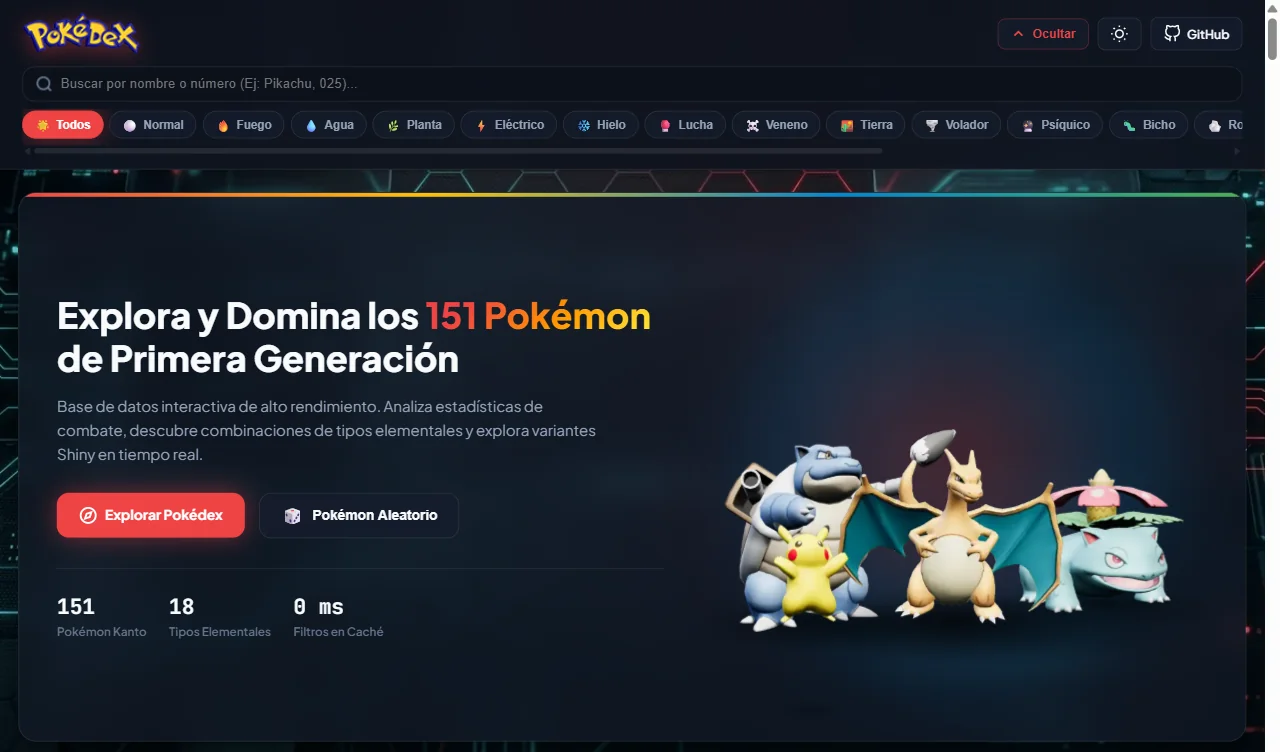 POKéDEX
Ocultar
GitHub
Buscar por nombre o número (Ej: Pikachu, 025)...
Todos
Normal
Fuego
Agua
Planta
Eléctrico
Hielo
Lucha
Veneno
Tierra
Volador
Psíquico
Bicho
Ro
Explora y Domina los 151 Pokémon
de Primera Generación
Base de datos interactiva de alto rendimiento. Analiza estadísticas de
combate, descubre combinaciones de tipos elementales y explora variantes
Shiny en tiempo real.
Explorar Pokédex
Pokémon Aleatorio
151
Pokémon Kanto
18
Tipos Elementales
0 ms
Filtros en Caché